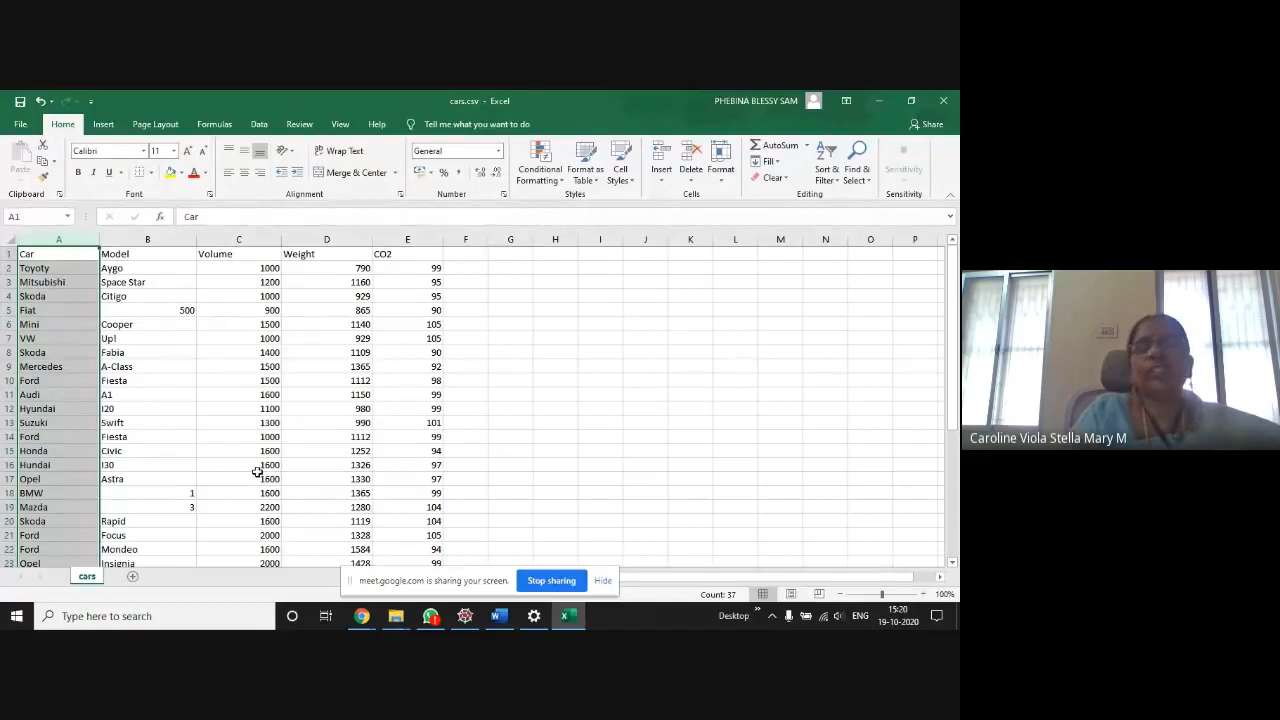 cars.csv - Excel
PHEBINA BLESSY SAM
File Home Insert Page Layout Formulas Data Review View Help Tell me what you want to do Share
Paste
Calibri 11
B I U
Wrap Text
Merge & Center
General
Conditional Formatting
Format as Table
Cell Styles
Insert Delete Format
AutoSum
Fill
Clear
Sort & Filter
Find & Select
Sensitivity
Clipboard Font Alignment Number Styles Cells Editing Sensitivity
A1 fx Car
A B C D E F G H I J K L M N O P
1 Car Model Volume Weight CO2
2 Toyoty Aygo 1000 790 99
3 Mitsubishi Space Star 1200 1160 95
4 Skoda Citigo 1000 929 95
5 Fiat 500 900 865 90
6 Mini Cooper 1500 1140 105
7 VW Up! 1000 929 105
8 Skoda Fabia 1400 1109 90
9 Mercedes A-Class 1500 1365 92
10 Ford Fiesta 1500 1112 98
11 Audi A1 1600 1150 99
12 Hyundai I20 1100 980 99
13 Suzuki Swift 1300 990 101
14 Ford Fiesta 1000 1112 99
15 Honda Civic 1600 1252 94
16 Hundai I30 1600 1326 97
17 Opel Astra 1600 1330 97
18 BMW 1 1600 1365 99
19 Mazda 3 2200 1280 104
20 Skoda Rapid 1600 1119 104
21 Ford Focus 2000 1328 105
22 Ford Mondeo 1600 1584 94
23 Opel Insignia 2000 1428 99
cars
meet.google.com is sharing your screen. Stop sharing Hide
Count: 37 100%
Type here to search
Desktop ENG
15:20
19-10-2020
Caroline Viola Stella Mary M